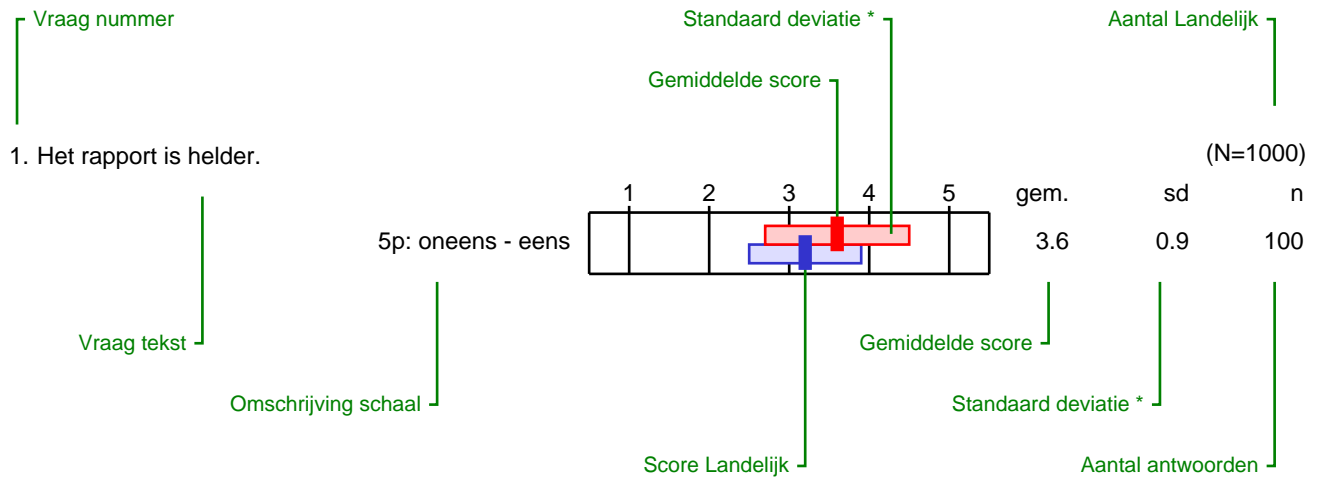 Vraag nummer
Standaard deviatie *
Aantal Landelijk
Gemiddelde score
1. Het rapport is helder.
(N=1000)
1 2 3 4 5 gem. sd n
5p: oneens - eens 3.6 0.9 100
Vraag tekst
Gemiddelde score
Omschrijving schaal
Standaard deviatie *
Score Landelijk
Aantal antwoorden